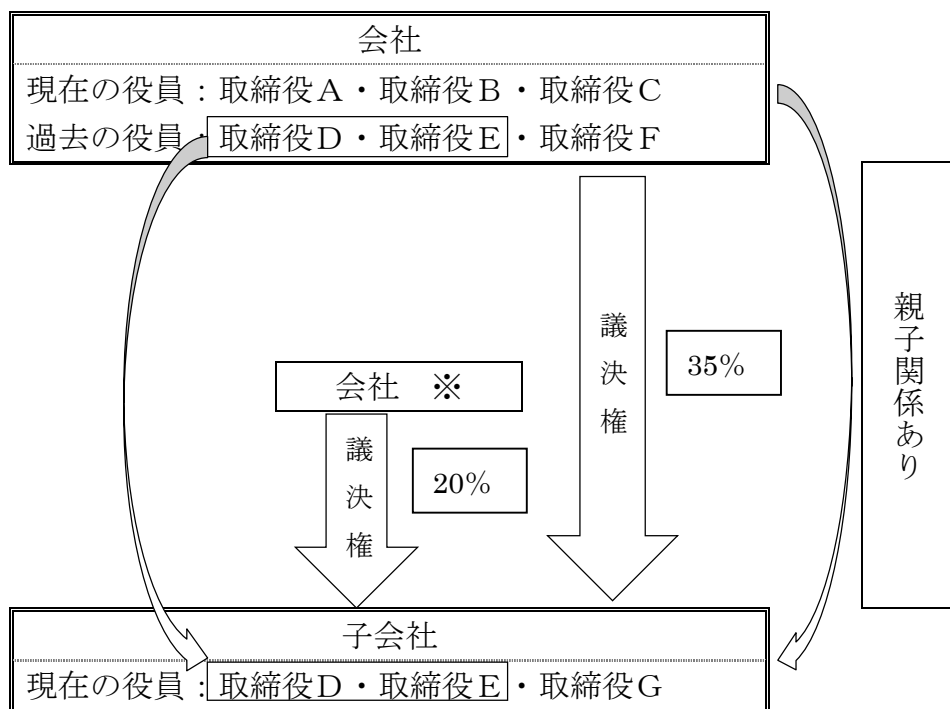 会社
現在の役員:取締役A・取締役B・取締役C
過去の役員:取締役D・取締役E・取締役F
議決権
35%
親子関係あり
会社 ※
議決権
20%
子会社
現在の役員:取締役D・取締役E・取締役G